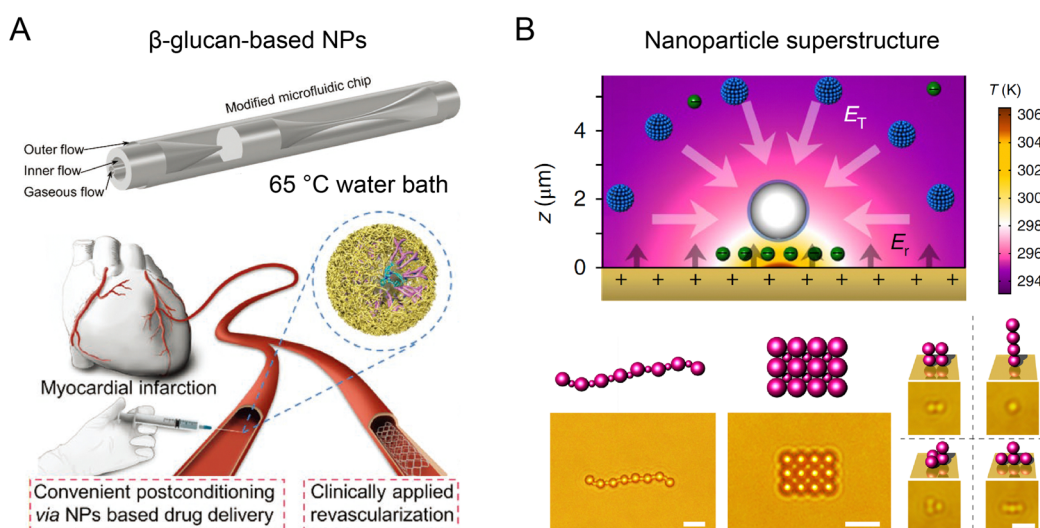 A
β-glucan-based NPs
Modified microfluidic chip
Outer flow
Inner flow
Gaseous flow
65 °C water bath
Myocardial infarction
Convenient postconditioning
via NPs based drug delivery
Clinically applied
revascularization
B
Nanoparticle superstructure
T (K)
306
304
302
300
298
296
294
z (μm)
4
2
0
E_T
E_r
+ + + + + + + + +